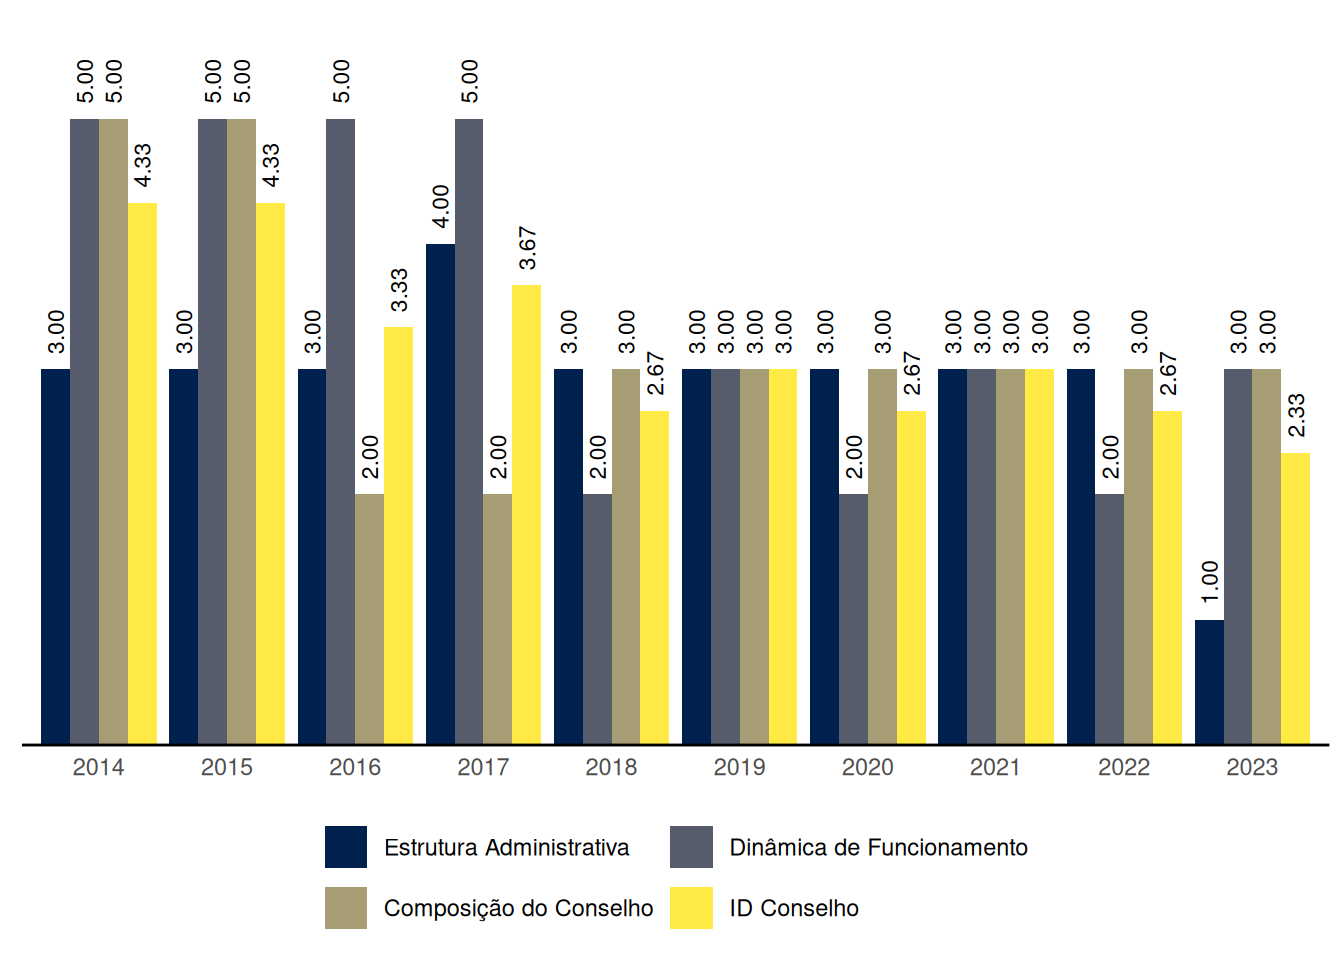 3.00 5.00 5.00 4.33 3.00 5.00 5.00 4.33 3.00 5.00 2.00 3.33 4.00 5.00 2.00 3.67 3.00 2.00 3.00 2.67 3.00 3.00 3.00 3.00 3.00 2.00 3.00 2.67 3.00 3.00 3.00 3.00 3.00 2.00 3.00 2.67 1.00 3.00 3.00 2.33
2014 2015 2016 2017 2018 2019 2020 2021 2022 2023
Estrutura Administrativa Dinâmica de Funcionamento
Composição do Conselho ID Conselho